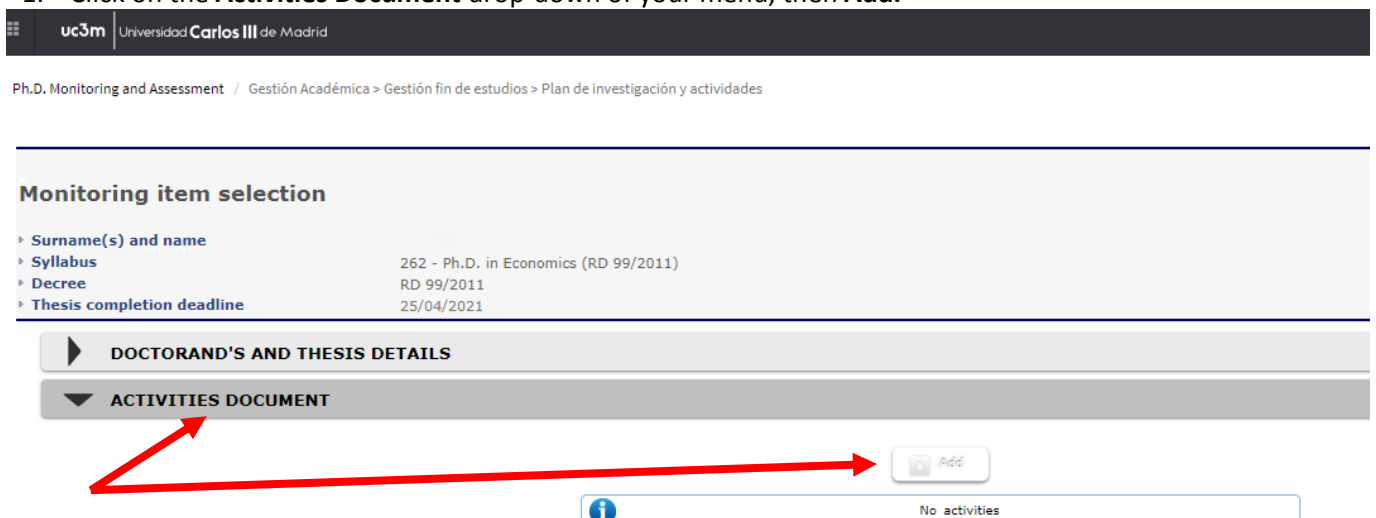 1. Click on the Activities Document drop-down of your menu, then Add.
uc3m Universidad Carlos III de Madrid
Ph.D. Monitoring and Assessment / Gestión Académica > Gestión fin de estudios > Plan de investigación y actividades
Monitoring item selection
Surname(s) and name
Syllabus 262 - Ph.D. in Economics (RD 99/2011)
Decree RD 99/2011
Thesis completion deadline 25/04/2021
DOCTORAND'S AND THESIS DETAILS
ACTIVITIES DOCUMENT
Add
No activities